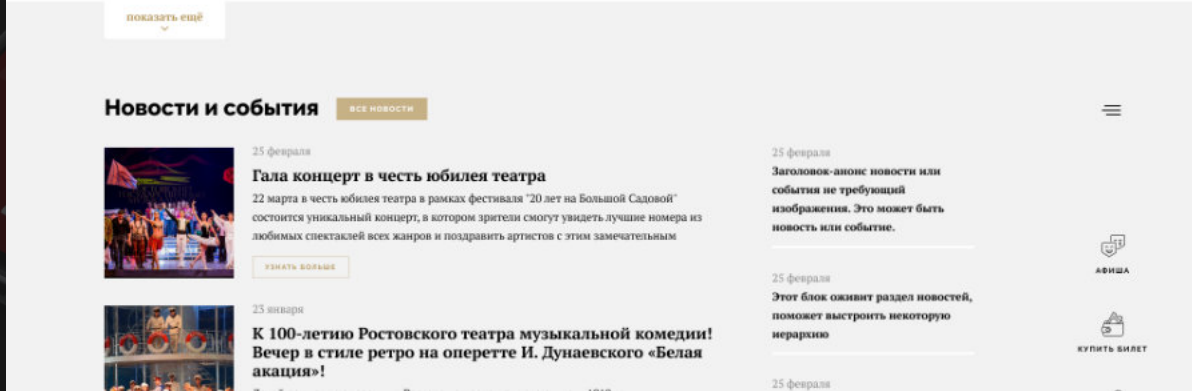 показать ещё
Новости и события
ВСЕ НОВОСТИ
25 февраля
Гала концерт в честь юбилея театра
22 марта в честь юбилея театра в рамках фестиваля "20 лет на Большой Садовой"
состоится уникальный концерт, в котором зрители смогут увидеть лучшие номера из
любимых спектаклей всех жанров и поздравить артистов с этим замечательным
УЗНАТЬ БОЛЬШЕ
23 января
К 100-летию Ростовского театра музыкальной комедии!
Вечер в стиле ретро на оперетте И. Дунаевского «Белая
акация»!
25 февраля
Заголовок-анонс новости или
события не требующий
изображения. Это может быть
новость или событие.
25 февраля
Этот блок оживит раздел новостей,
поможет выстроить некоторую
иерархию
25 февраля
АФИША
КУПИТЬ БИЛЕТ